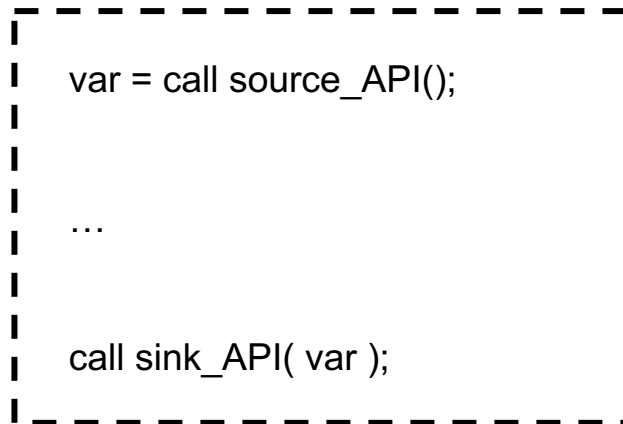 var = call source_API();
…
call sink_API( var );